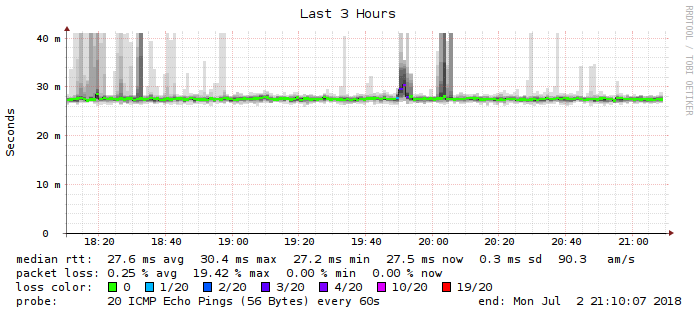 Last 3 Hours
RRDTOOL / TOBI OETIKER
Seconds
40 m
30 m
20 m
10 m
0
18:20 18:40 19:00 19:20 19:40 20:00 20:20 20:40 21:00
median rtt: 27.6 ms avg 30.4 ms max 27.2 ms min 27.5 ms now 0.3 ms sd 90.3 am/s
packet loss: 0.25 % avg 19.42 % max 0.00 % min 0.00 % now
loss color: 0 1/20 2/20 3/20 4/20 10/20 19/20
probe: 20 ICMP Echo Pings (56 Bytes) every 60s end: Mon Jul 2 21:10:07 2018